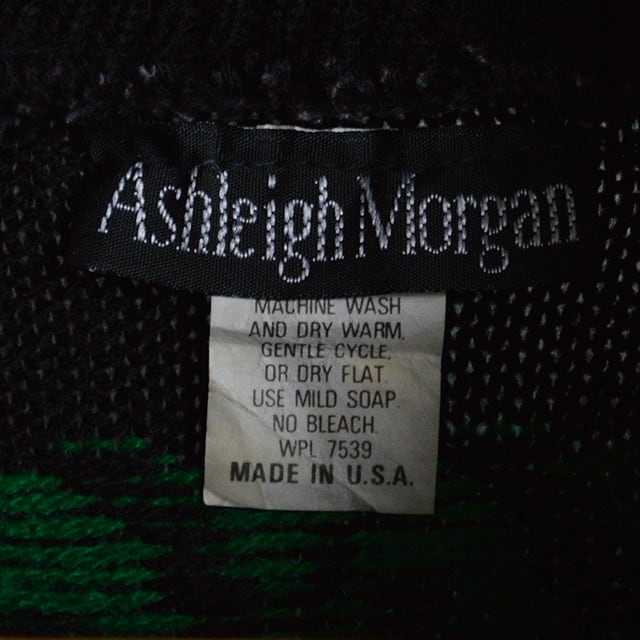 Ashleigh Morgan
MACHINE WASH
AND DRY WARM,
GENTLE CYCLE,
OR DRY FLAT.
USE MILD SOAP.
NO BLEACH.
WPL 7539
MADE IN U.S.A.